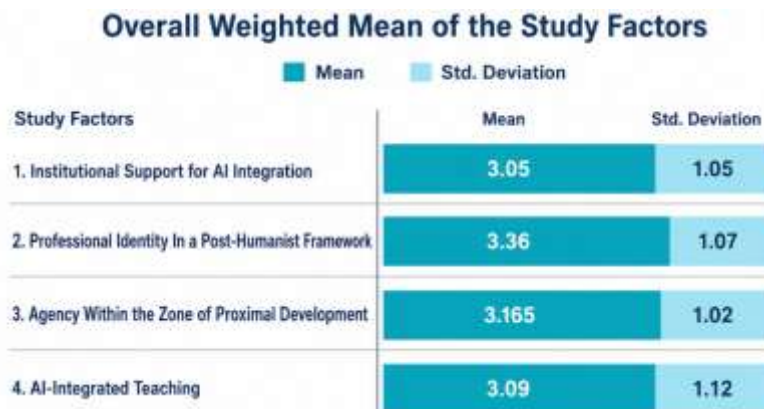 Overall Weighted Mean of the Study Factors
Mean Std. Deviation
Study Factors Mean Std. Deviation
1. Institutional Support for AI Integration 3.05 1.05
2. Professional Identity In a Post-Humanist Framework 3.36 1.07
3. Agency Within the Zone of Proximal Development 3.165 1.02
4. AI-Integrated Teaching 3.09 1.12